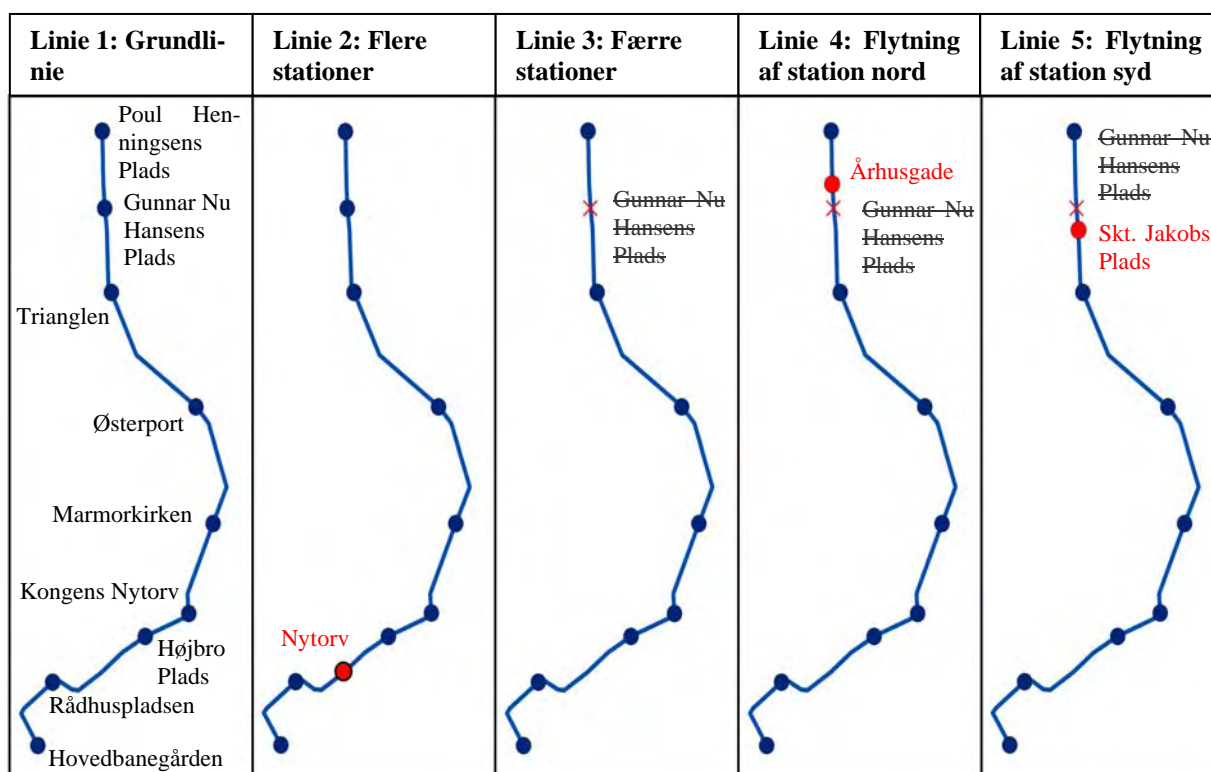 Linie 1: Grundli-
nie
Linie 2: Flere
stationer
Linie 3: Færre
stationer
Linie 4: Flytning
af station nord
Linie 5: Flytning
af station syd
Poul Hen-
ningsens
Plads
Gunnar Nu
Hansens
Plads
Trianglen
Østerport
Marmorkirken
Kongens Nytorv
Højbro
Plads
Rådhuspladsen
Hovedbanegården
Nytorv
Gunnar Nu
Hansens
Plads
Århusgade
Gunnar Nu
Hansens
Plads
Gunnar Nu
Hansens
Plads
Skt. Jakobs
Plads